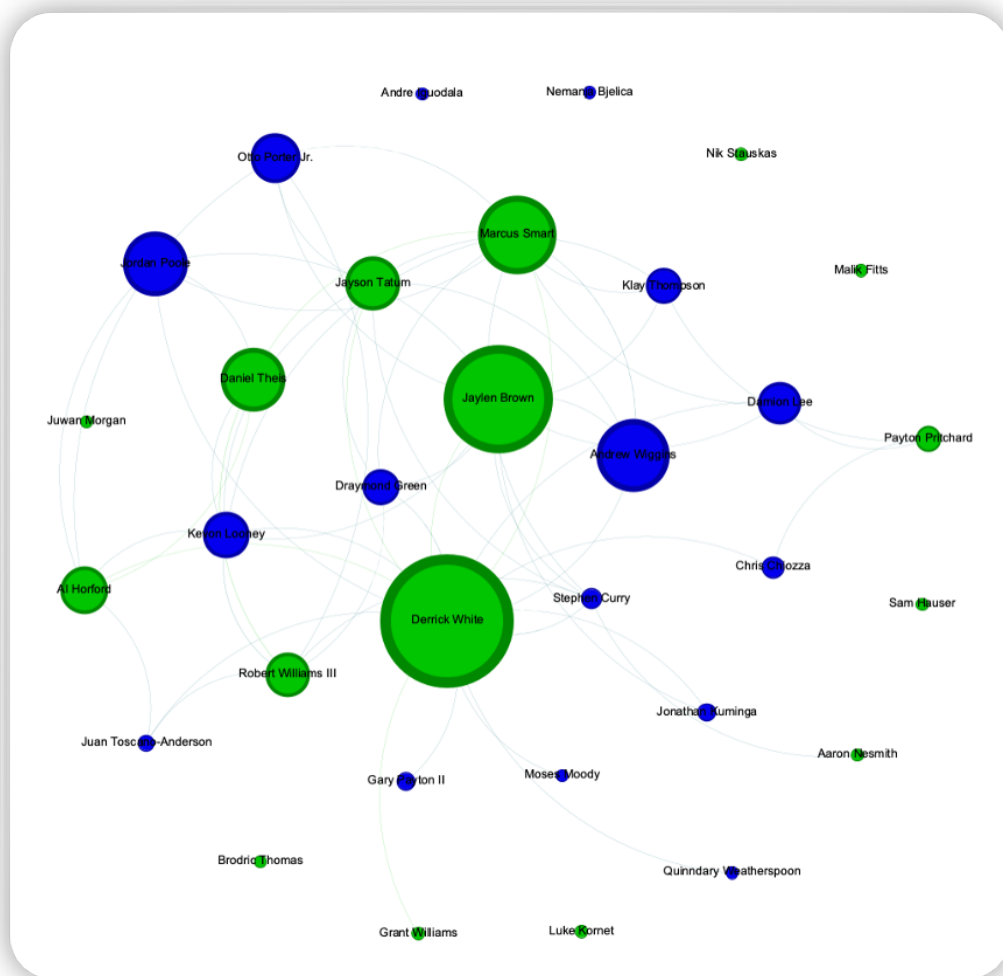 Andre Iguodala
Nemanja Bjelica
Nik Stauskas
Otto Porter Jr.
Marcus Smart
Jordan Poole
Malik Fitts
Jayson Tatum
Klay Thompson
Daniel Theis
Jaylen Brown
Damion Lee
Juwan Morgan
Payton Pritchard
Andrew Wiggins
Draymond Green
Kevon Looney
Chris Chiozza
Al Horford
Stephen Curry
Sam Hauser
Derrick White
Robert Williams III
Jonathan Kuminga
Juan Toscano-Anderson
Aaron Nesmith
Moses Moody
Gary Payton II
Brodric Thomas
Quinndary Weatherspoon
Luke Kornet
Grant Williams